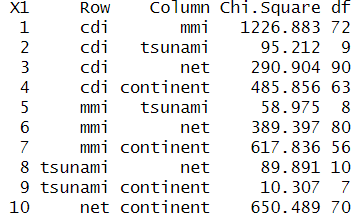 X1 Row Column Chi.Square df
1 cdi mmi 1226.883 72
2 cdi tsunami 95.212 9
3 cdi net 290.904 90
4 cdi continent 485.856 63
5 mmi tsunami 58.975 8
6 mmi net 389.397 80
7 mmi continent 617.836 56
8 tsunami net 89.891 10
9 tsunami continent 10.307 7
10 net continent 650.489 70